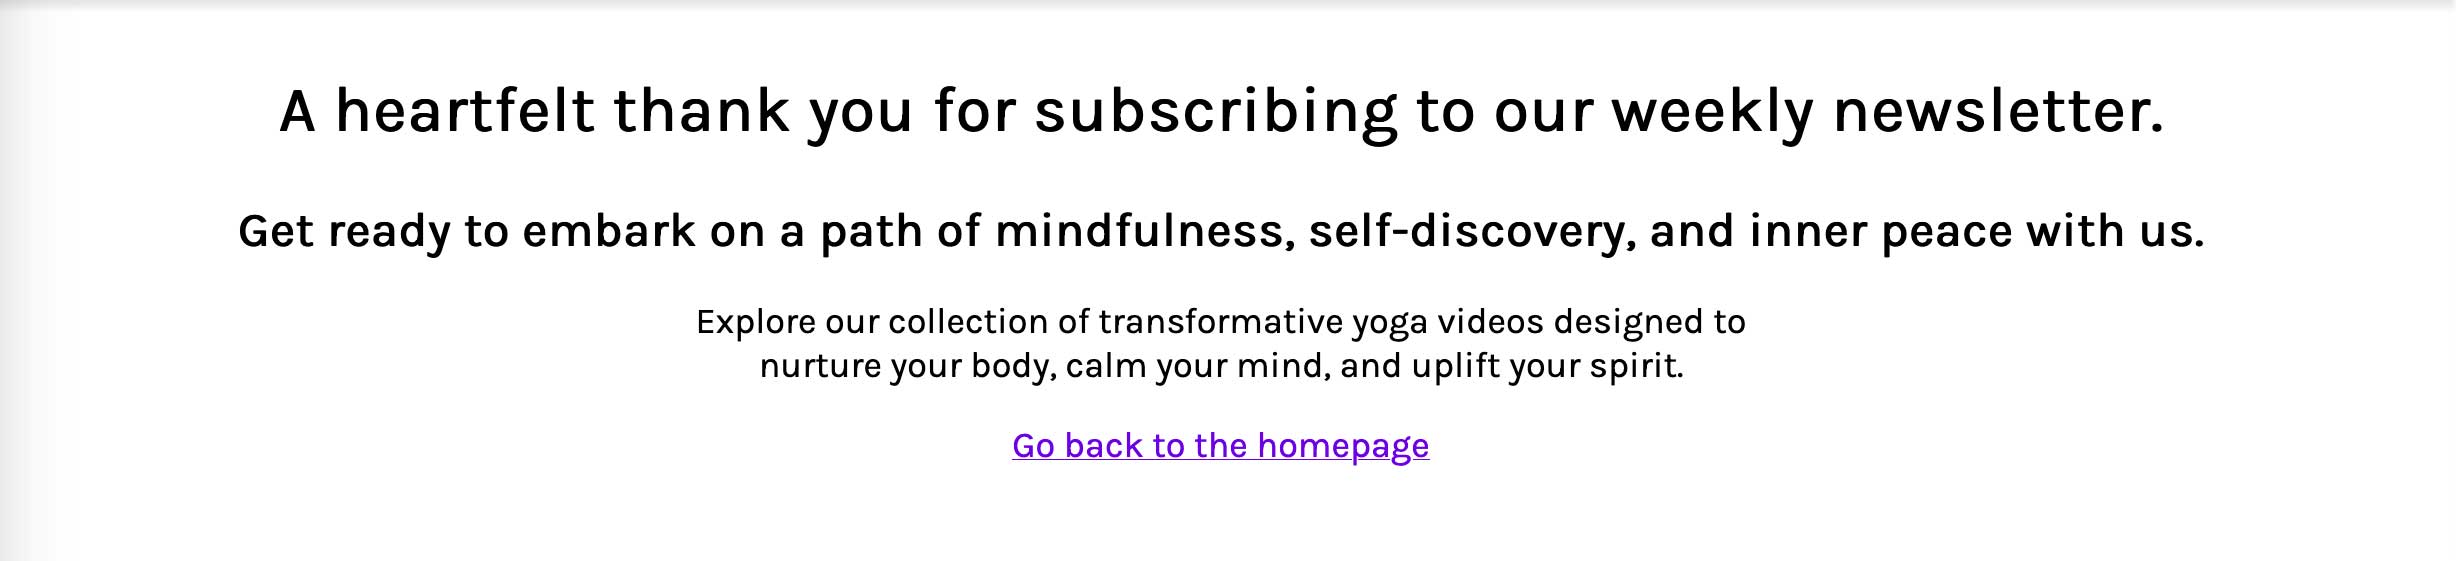 A heartfelt thank you for subscribing to our weekly newsletter.
Get ready to embark on a path of mindfulness, self-discovery, and inner peace with us.
Explore our collection of transformative yoga videos designed to
nurture your body, calm your mind, and uplift your spirit.
Go back to the homepage